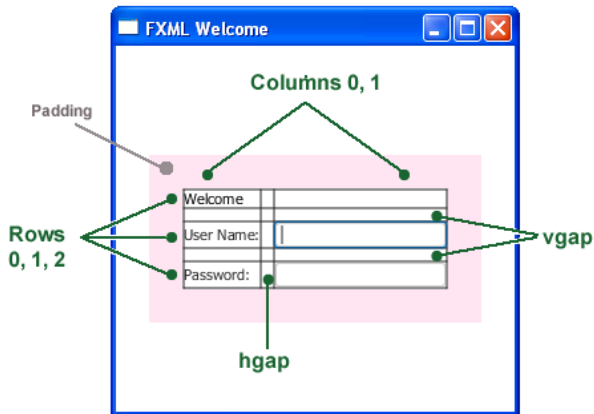 FXML Welcome
Columns 0, 1
Padding
Welcome
Rows
0, 1, 2
User Name:
vgap
Password:
hgap